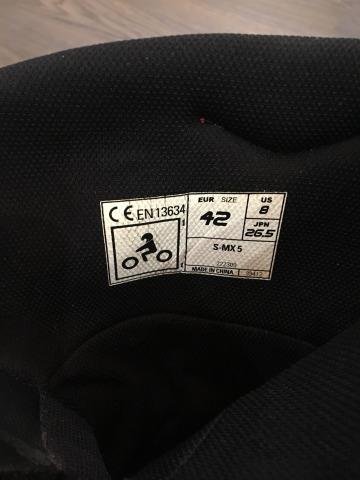 CE EN13634
EUR SIZE
42
US
8
JPN
26.5
S-MX 5
MADE IN CHINA